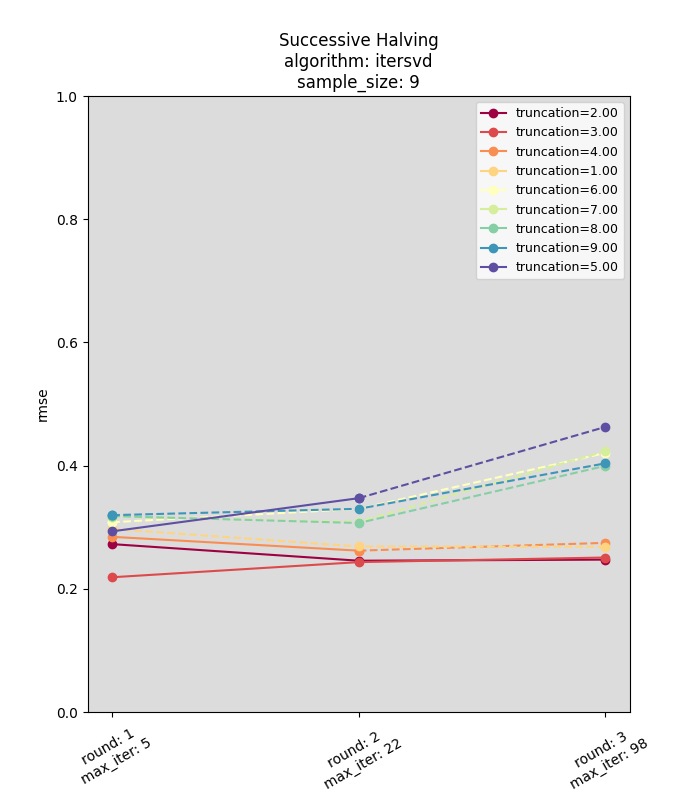 Successive Halving
algorithm: itersvd
sample_size: 9
1.0
0.8
0.6
0.4
0.2
0.0
rmse
truncation=2.00
truncation=3.00
truncation=4.00
truncation=1.00
truncation=6.00
truncation=7.00
truncation=8.00
truncation=9.00
truncation=5.00
round: 1
max_iter: 5
round: 2
max_iter: 22
round: 3
max_iter: 98